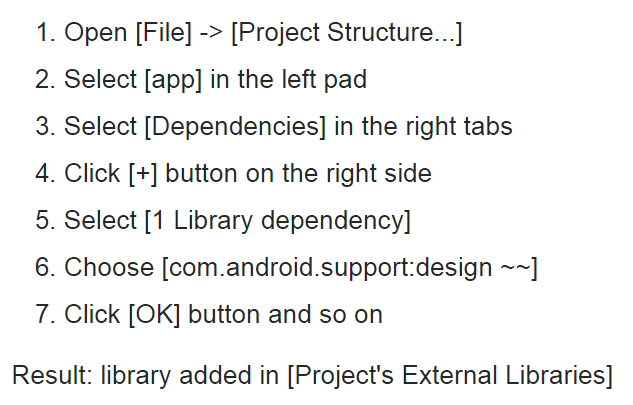 1. Open [File] -> [Project Structure...]
2. Select [app] in the left pad
3. Select [Dependencies] in the right tabs
4. Click [+] button on the right side
5. Select [1 Library dependency]
6. Choose [com.android.support:design ~~]
7. Click [OK] button and so on
Result: library added in [Project's External Libraries]